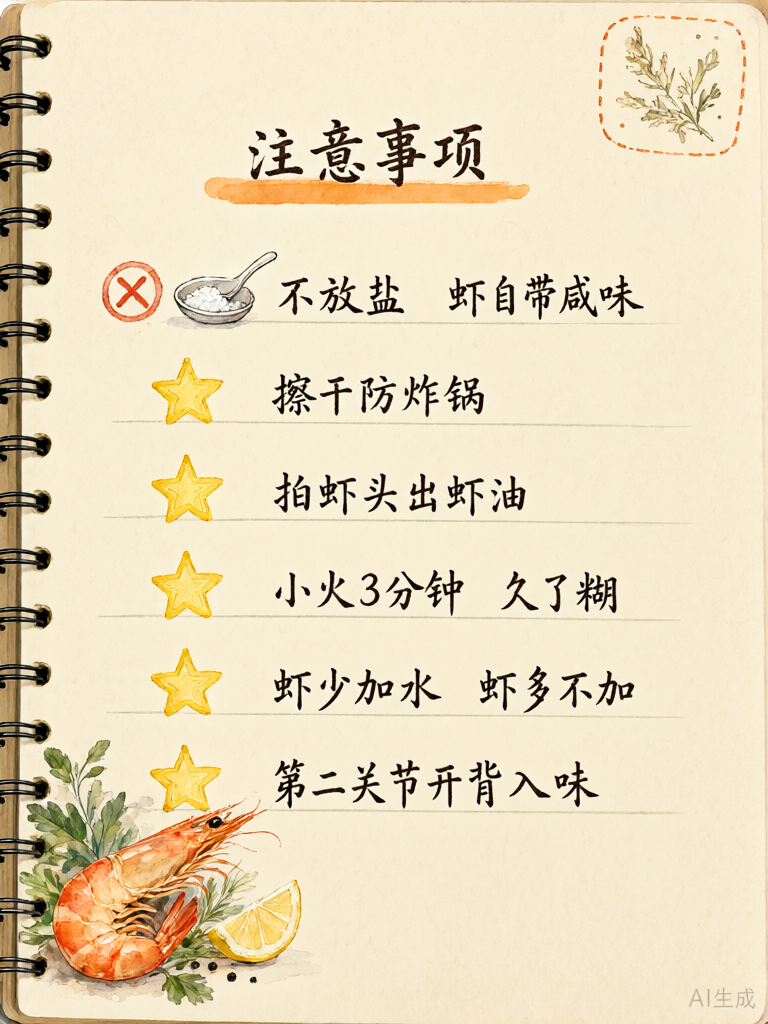 注意事项
不放盐 虾自带咸味
擦干防炸锅
拍虾头出虾油
小火3分钟 久了糊
虾少加水 虾多不加
第二关节开背入味
AI生成